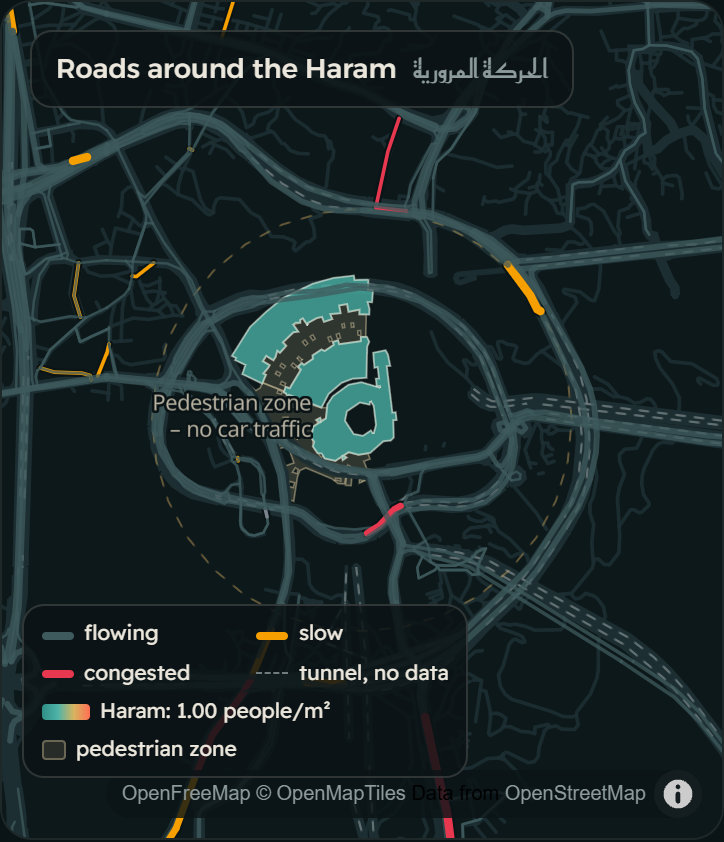 Roads around the Haram الحركة المرورية
Pedestrian zone
– no car traffic
flowing
slow
congested
tunnel, no data
Haram: 1.00 people/m²
pedestrian zone
OpenFreeMap © OpenMapTiles Data from OpenStreetMap